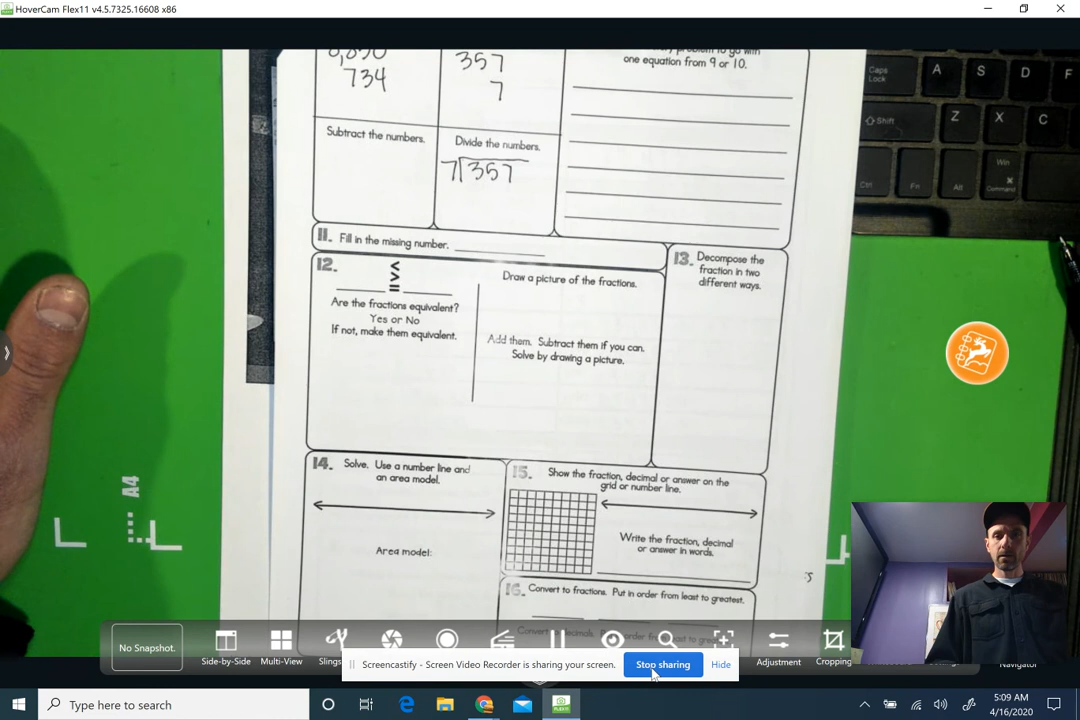 HoverCam Flex11 v4.5.7325.16608 x86
734
357
7
one equation from 9 or 10.
Subtract the numbers.
Divide the numbers.
7 357
11. Fill in the missing number.
12.
<
>
=
Are the fractions equivalent?
Yes or No
If not, make them equivalent.
Draw a picture of the fractions.
Add them. Subtract them if you can.
Solve by drawing a picture.
13. Decompose the
fraction in two
different ways.
14. Solve. Use a number line and
an area model.
Area model:
15. Show the fraction, decimal or answer on the
grid or number line.
Write the fraction, decimal
or answer in words.
16. Convert to fractions. Put in order from least to greatest.
A4
Caps
Lock
A
S
D
F
Shift
Z
X
C
Ctrl
Fn
Alt
Win
Command
No Snapshot.
Side-by-Side
Multi-View
Adjustment
Cropping
Navigator
Screencastify - Screen Video Recorder is sharing your screen.
Stop sharing
Hide
Type here to search
FLEX11
5:09 AM
4/16/2020